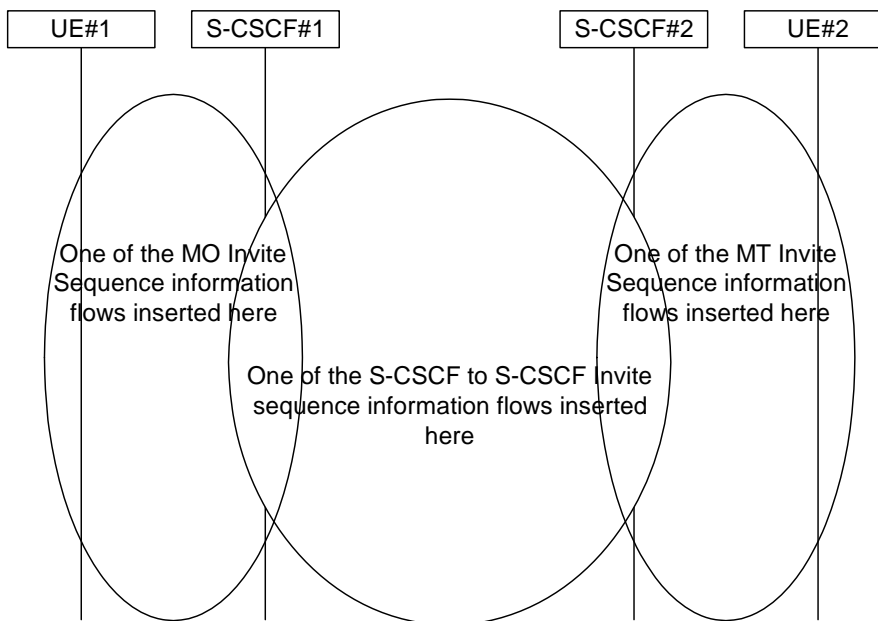 UE#1
S-CSCF#1
S-CSCF#2
UE#2
One of the MO Invite
Sequence information
flows inserted here
One of the MT Invite
Sequence information
flows inserted here
One of the S-CSCF to S-CSCF Invite
sequence information flows inserted
here